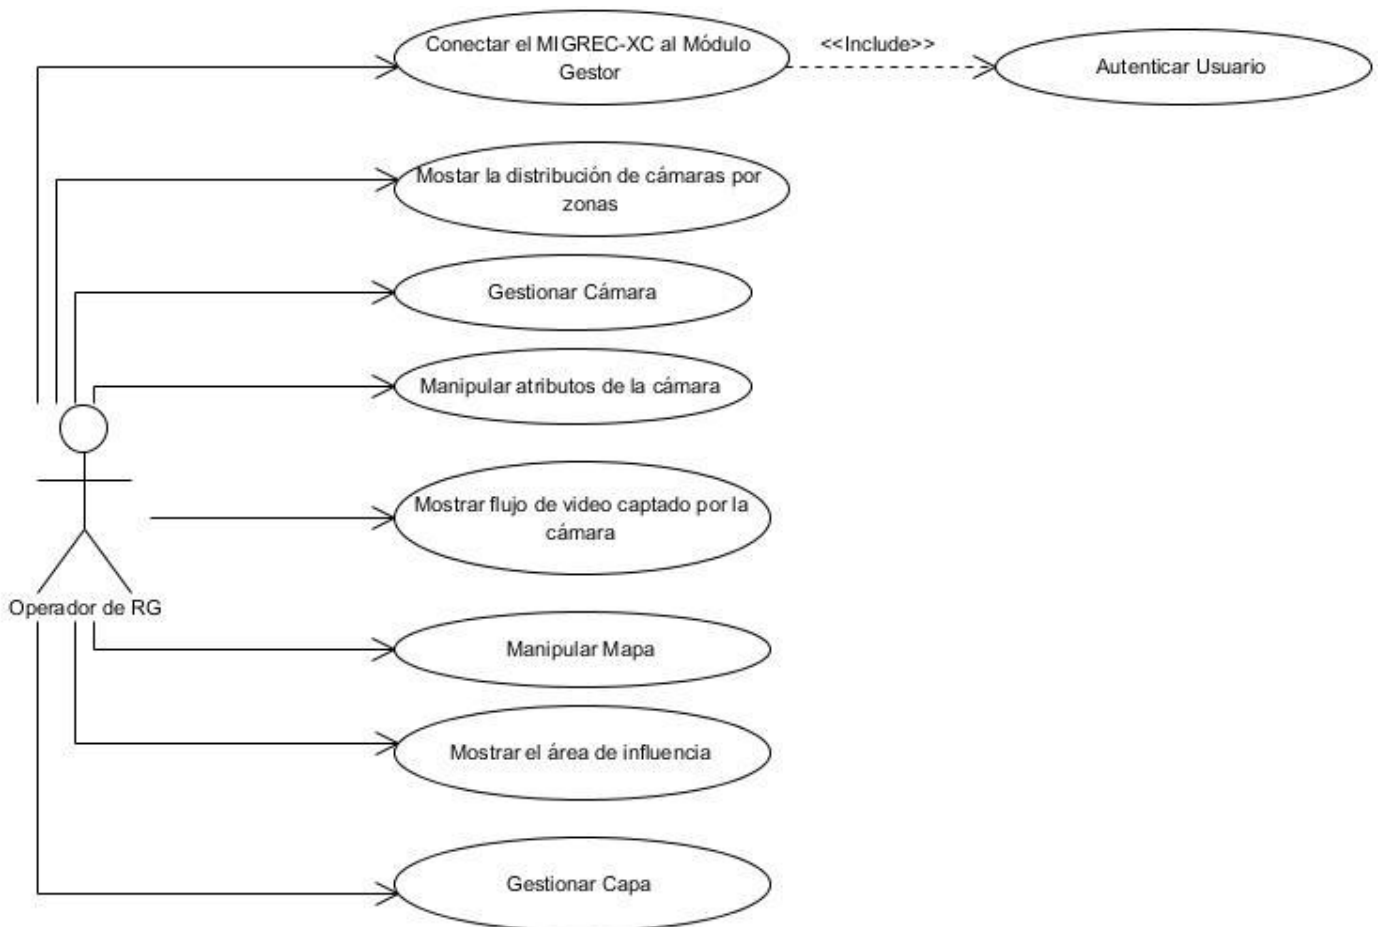 Conectar el MIGREC-XC al Módulo
Gestor
<<Include>>
Autenticar Usuario
Mostar la distribución de cámaras por
zonas
Gestionar Cámara
Manipular atributos de la cámara
Mostrar flujo de video captado por la
cámara
Operador de RG
Manipular Mapa
Mostrar el área de influencia
Gestionar Capa